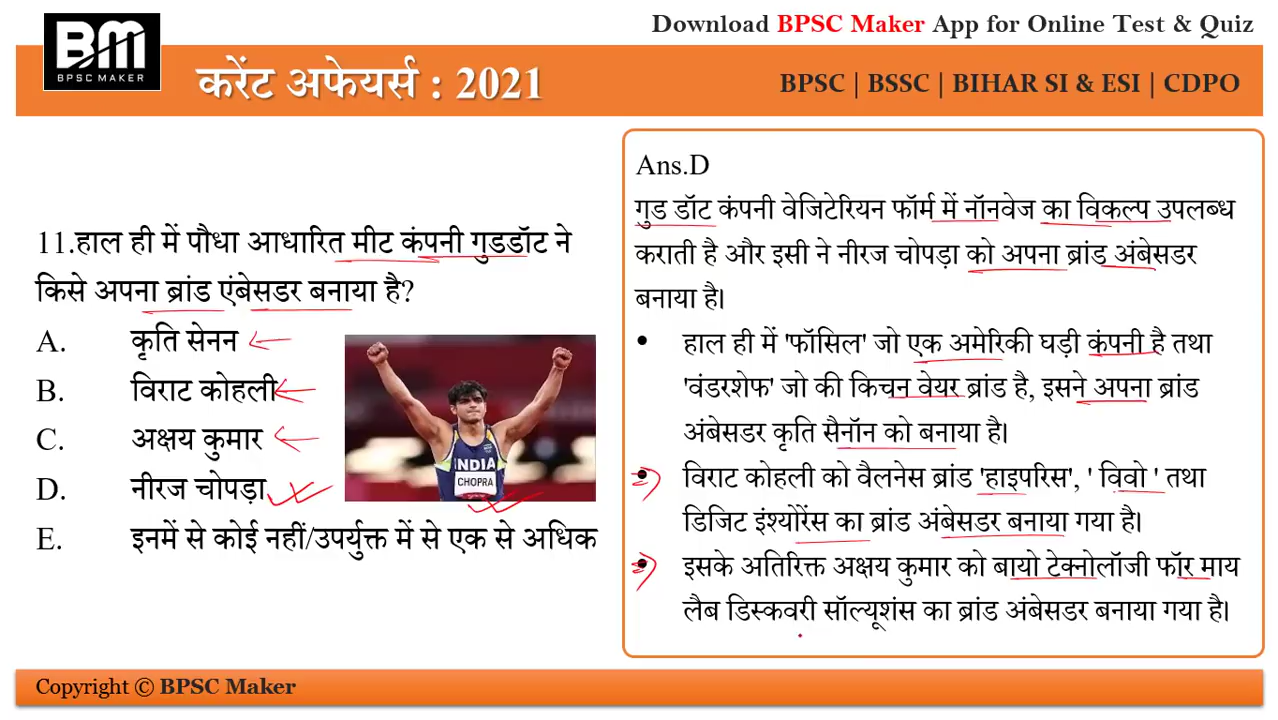 Download BPSC Maker App for Online Test & Quiz
BM
BPSC MAKER
करेंट अफेयर्स : 2021
BPSC | BSSC | BIHAR SI & ESI | CDPO
11.हाल ही में पौधा आधारित मीट कंपनी गुडडॉट ने
किसे अपना ब्रांड एंबेसडर बनाया है?
A. कृति सेनन
B. विराट कोहली
C. अक्षय कुमार
D. नीरज चोपड़ा
E. इनमें से कोई नहीं/उपर्युक्त में से एक से अधिक
INDIA
CHOPRA
Ans.D
गुड डॉट कंपनी वेजिटेरियन फॉर्म में नॉनवेज का विकल्प उपलब्ध
कराती है और इसी ने नीरज चोपड़ा को अपना ब्रांड अंबेसडर
बनाया है।
• हाल ही में 'फॉसिल' जो एक अमेरिकी घड़ी कंपनी है तथा
'वंडरशेफ' जो की किचन वेयर ब्रांड है, इसने अपना ब्रांड
अंबेसडर कृति सैनॉन को बनाया है।
• विराट कोहली को वैलनेस ब्रांड 'हाइपरिस', ' विवो ' तथा
डिजिट इंश्योरेंस का ब्रांड अंबेसडर बनाया गया है।
• इसके अतिरिक्त अक्षय कुमार को बायो टेक्नोलॉजी फॉर माय
लैब डिस्कवरी सॉल्यूशंस का ब्रांड अंबेसडर बनाया गया है।
Copyright © BPSC Maker